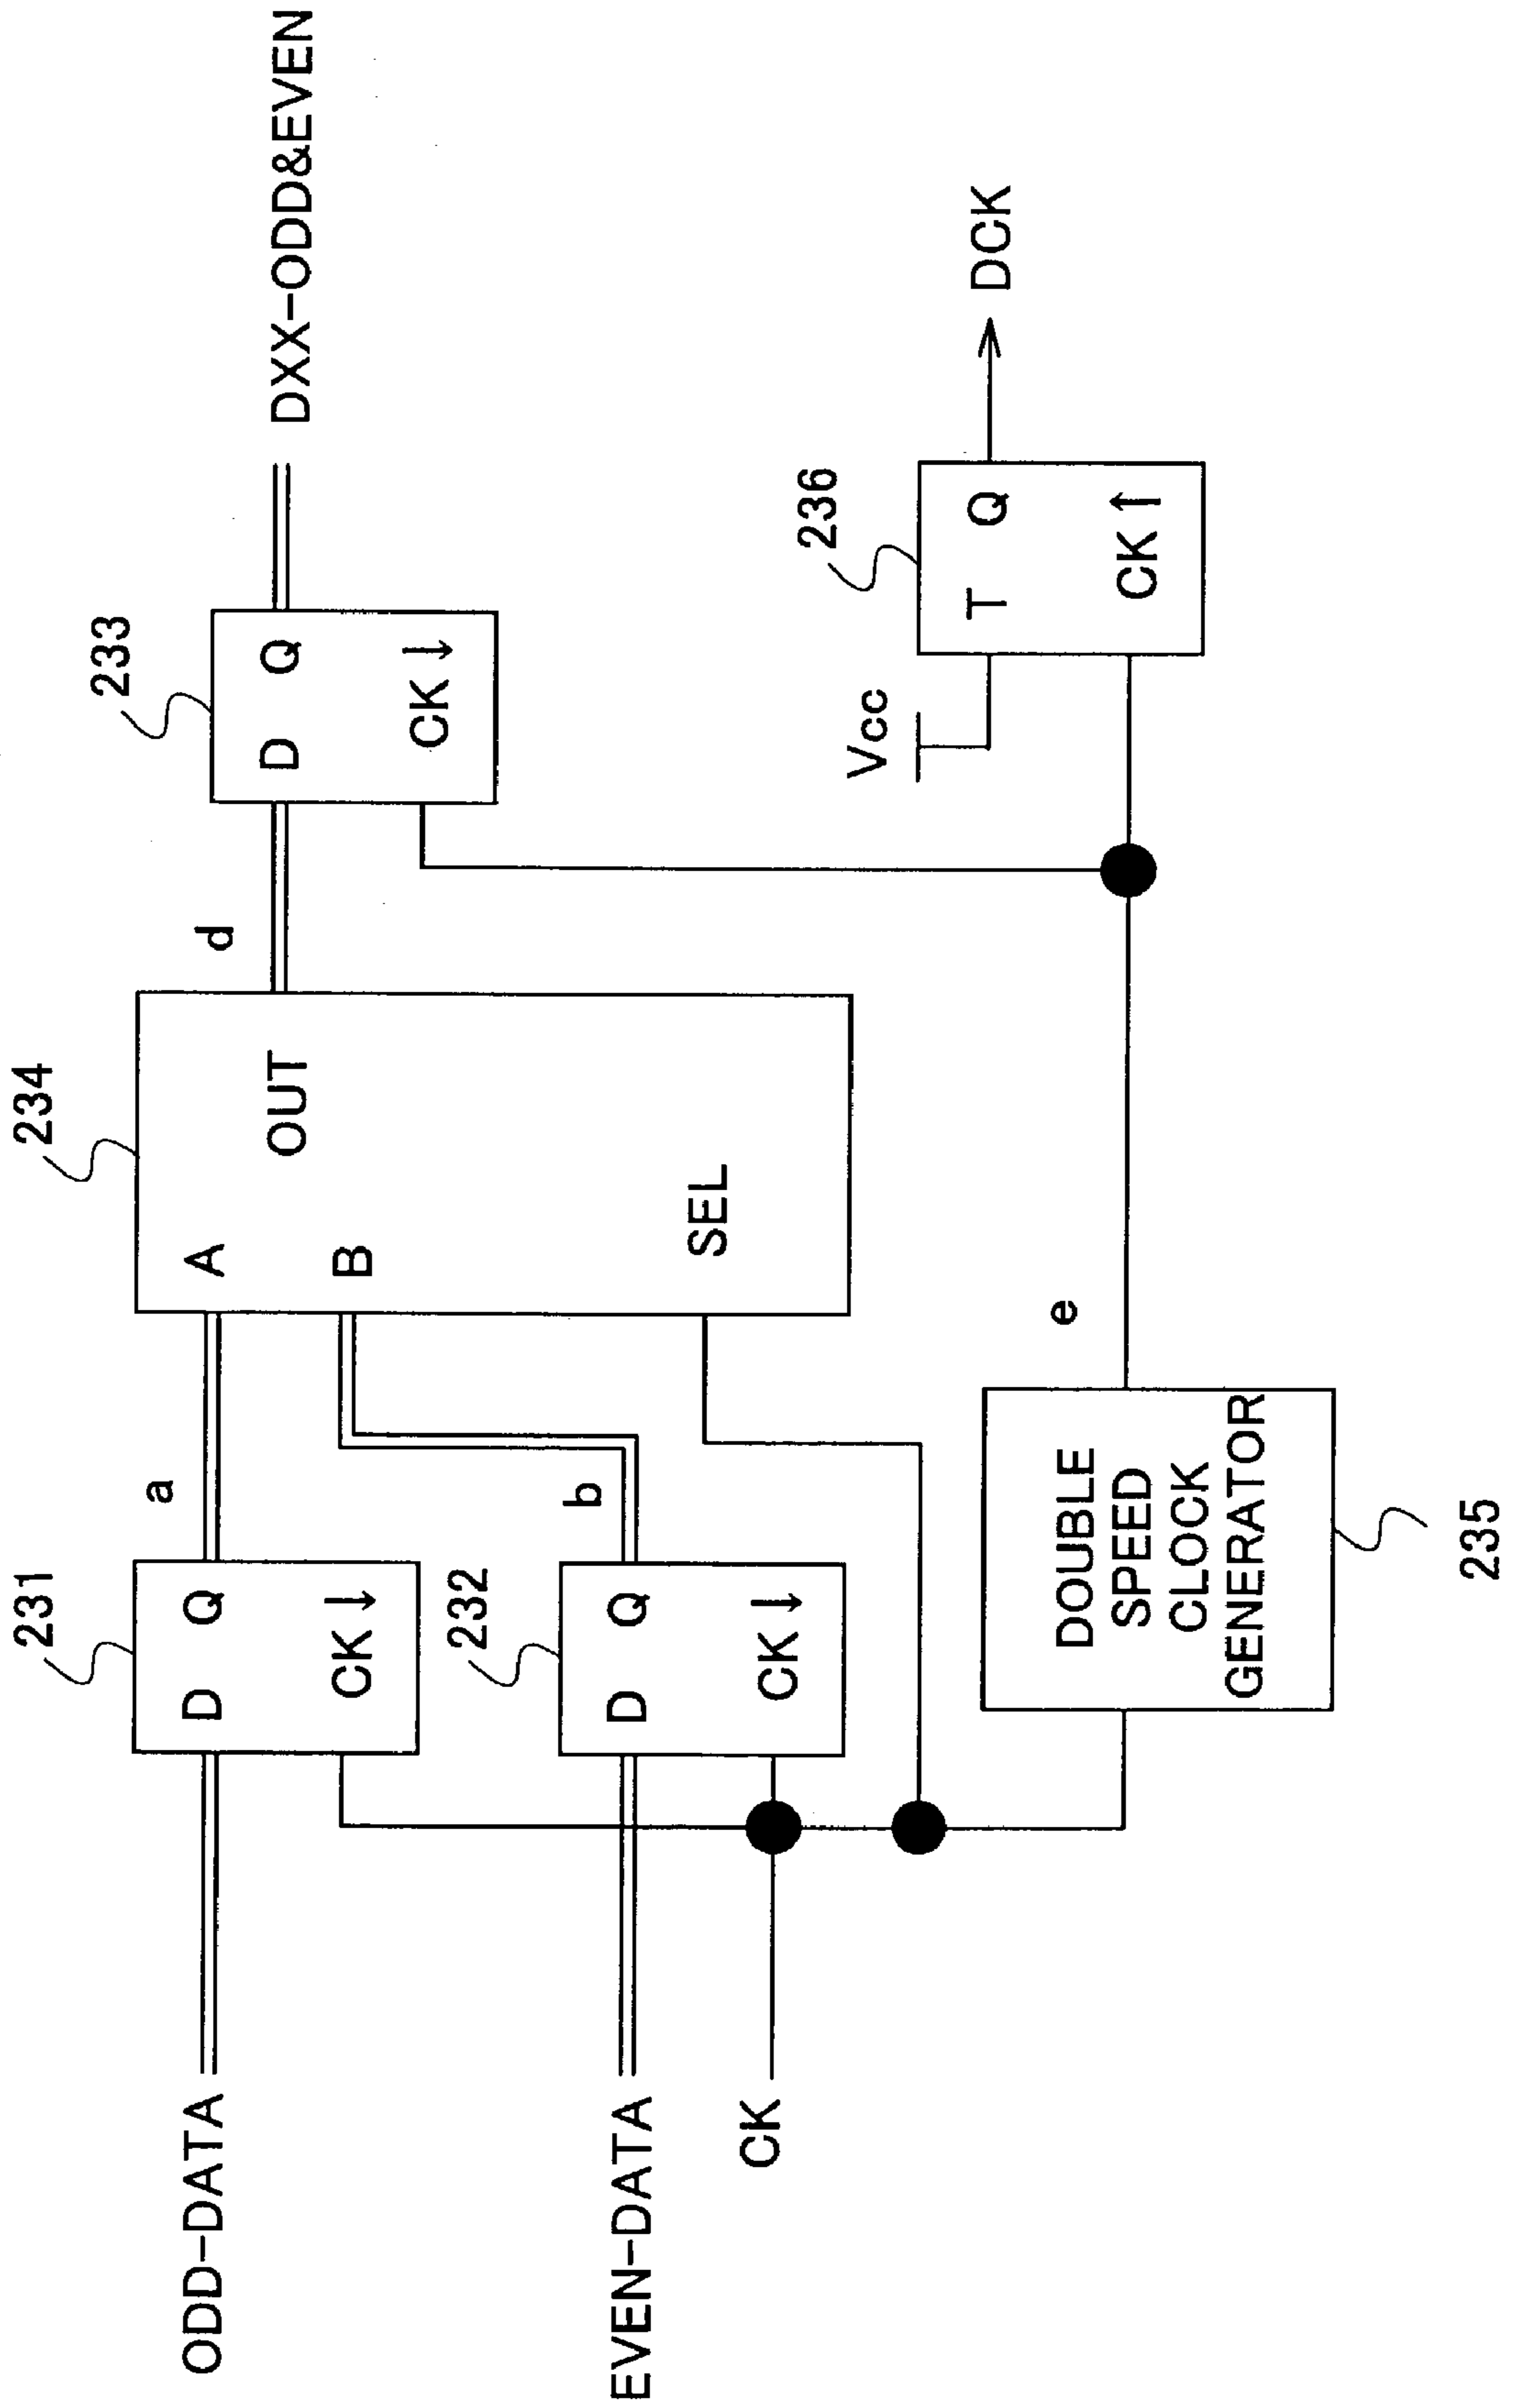 ODD-DATA
EVEN-DATA
CK
231
D Q
CK↓
232
D Q
CK↓
a
b
234
A
B
OUT
SEL
d
233
D Q
CK↓
DXX-ODD&EVEN
DOUBLE
SPEED
CLOCK
GENERATOR
235
e
Vcc
236
T Q
CK↑
DCK